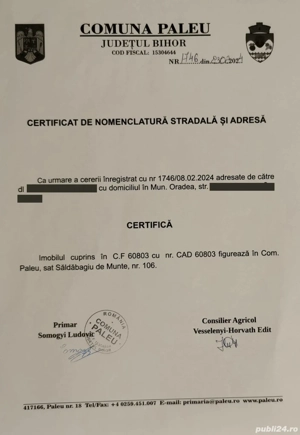 COMUNA PALEU
JUDEȚUL BIHOR
COD FISCAL: 15304644
NR. 1746 din
CERTIFICAT DE NOMENCLATURĂ STRADALĂ ȘI ADRESĂ
Ca urmare a cererii înregistrat cu nr 1746/08.02.2024 adresate de către
dl cu domiciliul în Mun. Oradea, str.
CERTIFICĂ
Imobilul cuprins în C.F 60803 cu nr. CAD 60803 figurează în Com.
Paleu, sat Săldăbagiu de Munte, nr. 106.
Primar
Somogyi Ludovic
ROMÂNIA
COMUNA
PALEU
Consilier Agricol
Vesselenyi-Horvath Edit
417166, Paleu nr. 18 Tel/Fax: +4 0259.451.007 E-mail: primaria@paleu.ro www.paleu.ro
publi24.ro